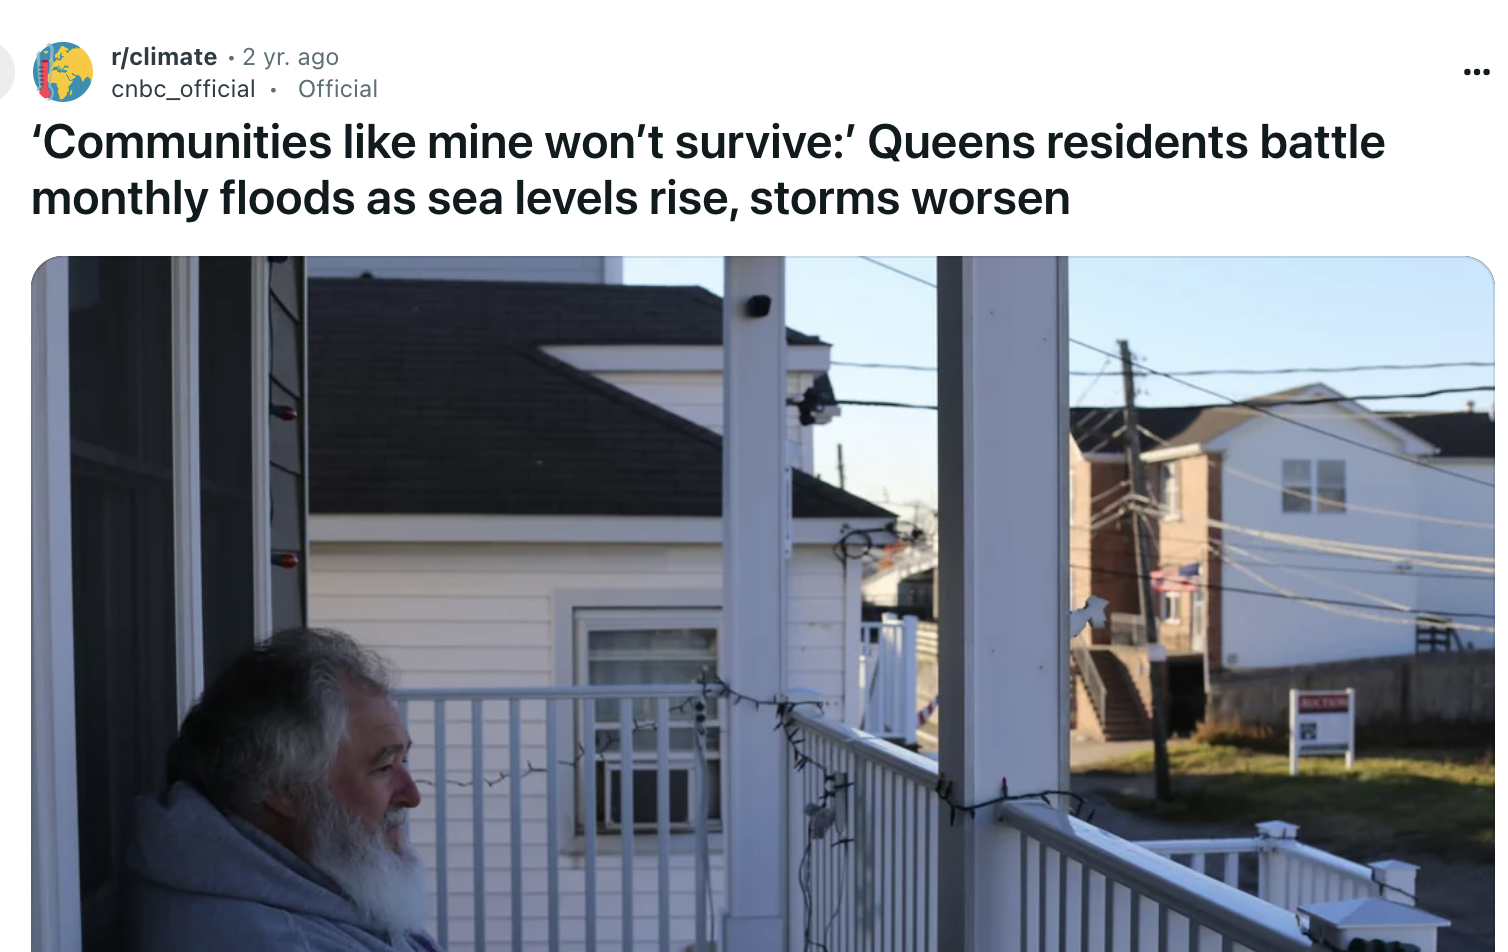 r/climate • 2 yr. ago
cnbc_official • Official
‘Communities like mine won’t survive:’ Queens residents battle
monthly floods as sea levels rise, storms worsen
AUCTION